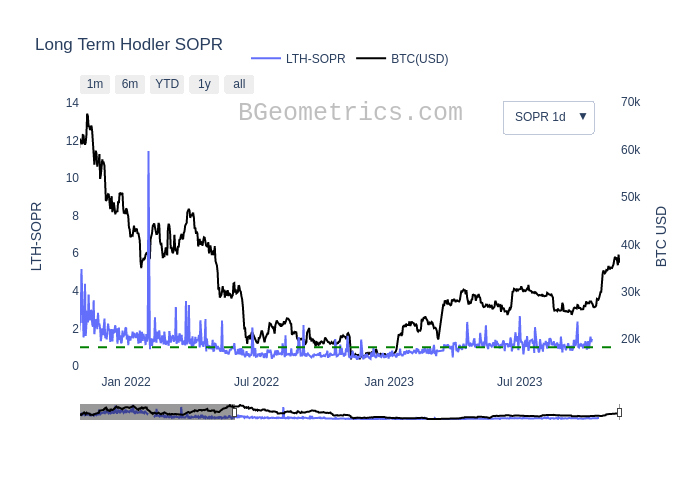 Long Term Hodler SOPR
LTH-SOPR BTC(USD)
1m 6m YTD 1y all
BGeometrics.com
SOPR 1d ▼
14
12
10
8
6
4
2
0
LTH-SOPR
70k
60k
50k
40k
30k
20k
BTC USD
Jan 2022 Jul 2022 Jan 2023 Jul 2023